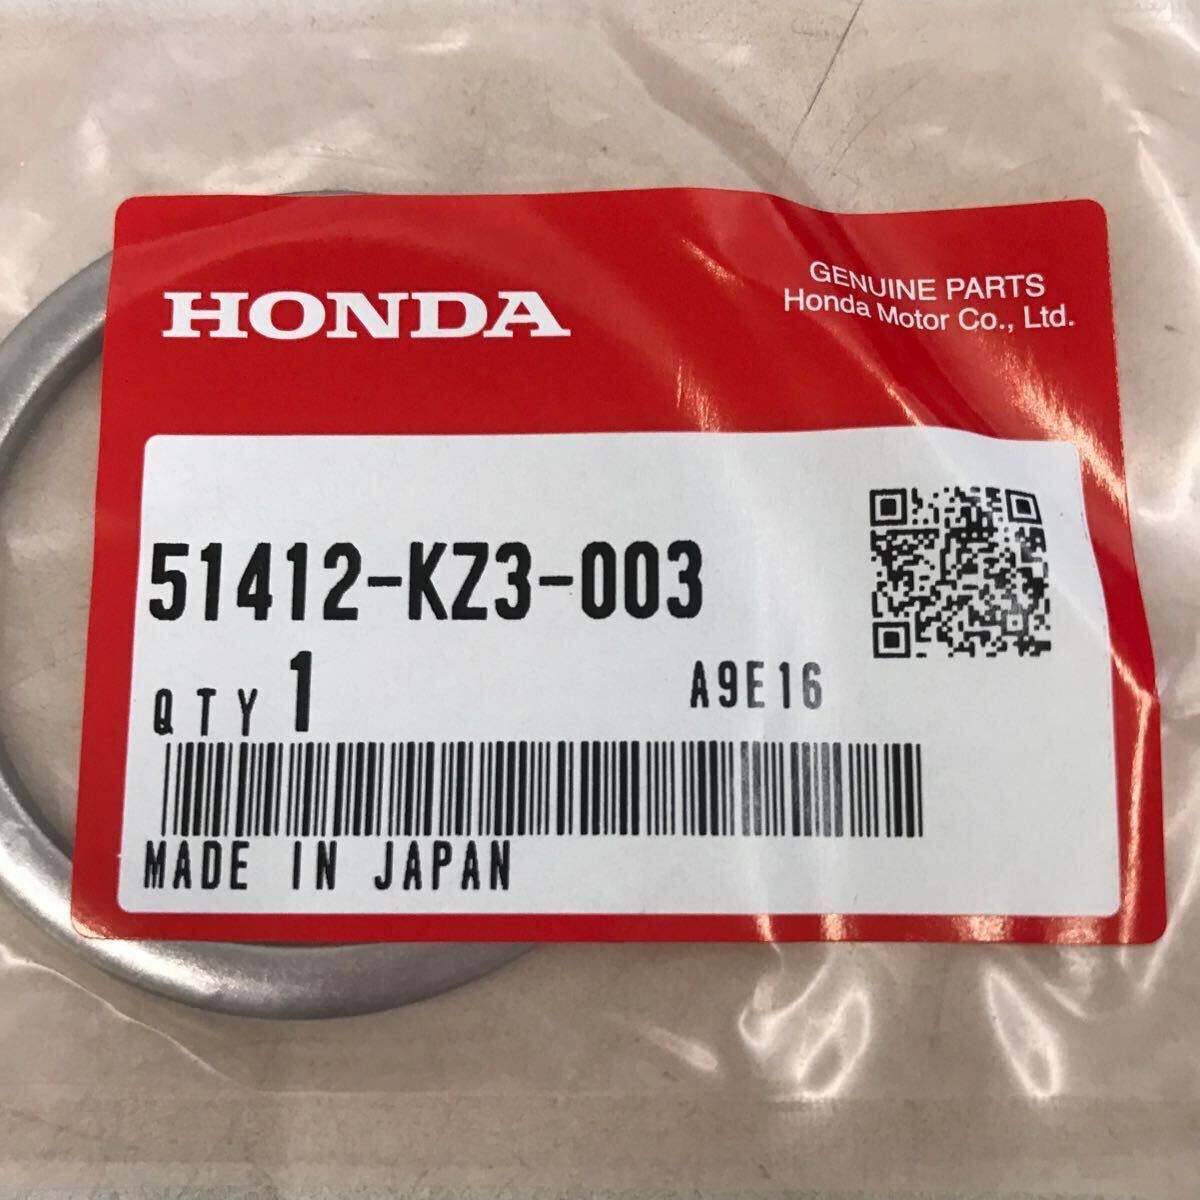 HONDA
GENUINE PARTS
Honda Motor Co., Ltd.
51412-KZ3-003
QTY 1
A9E16
MADE IN JAPAN